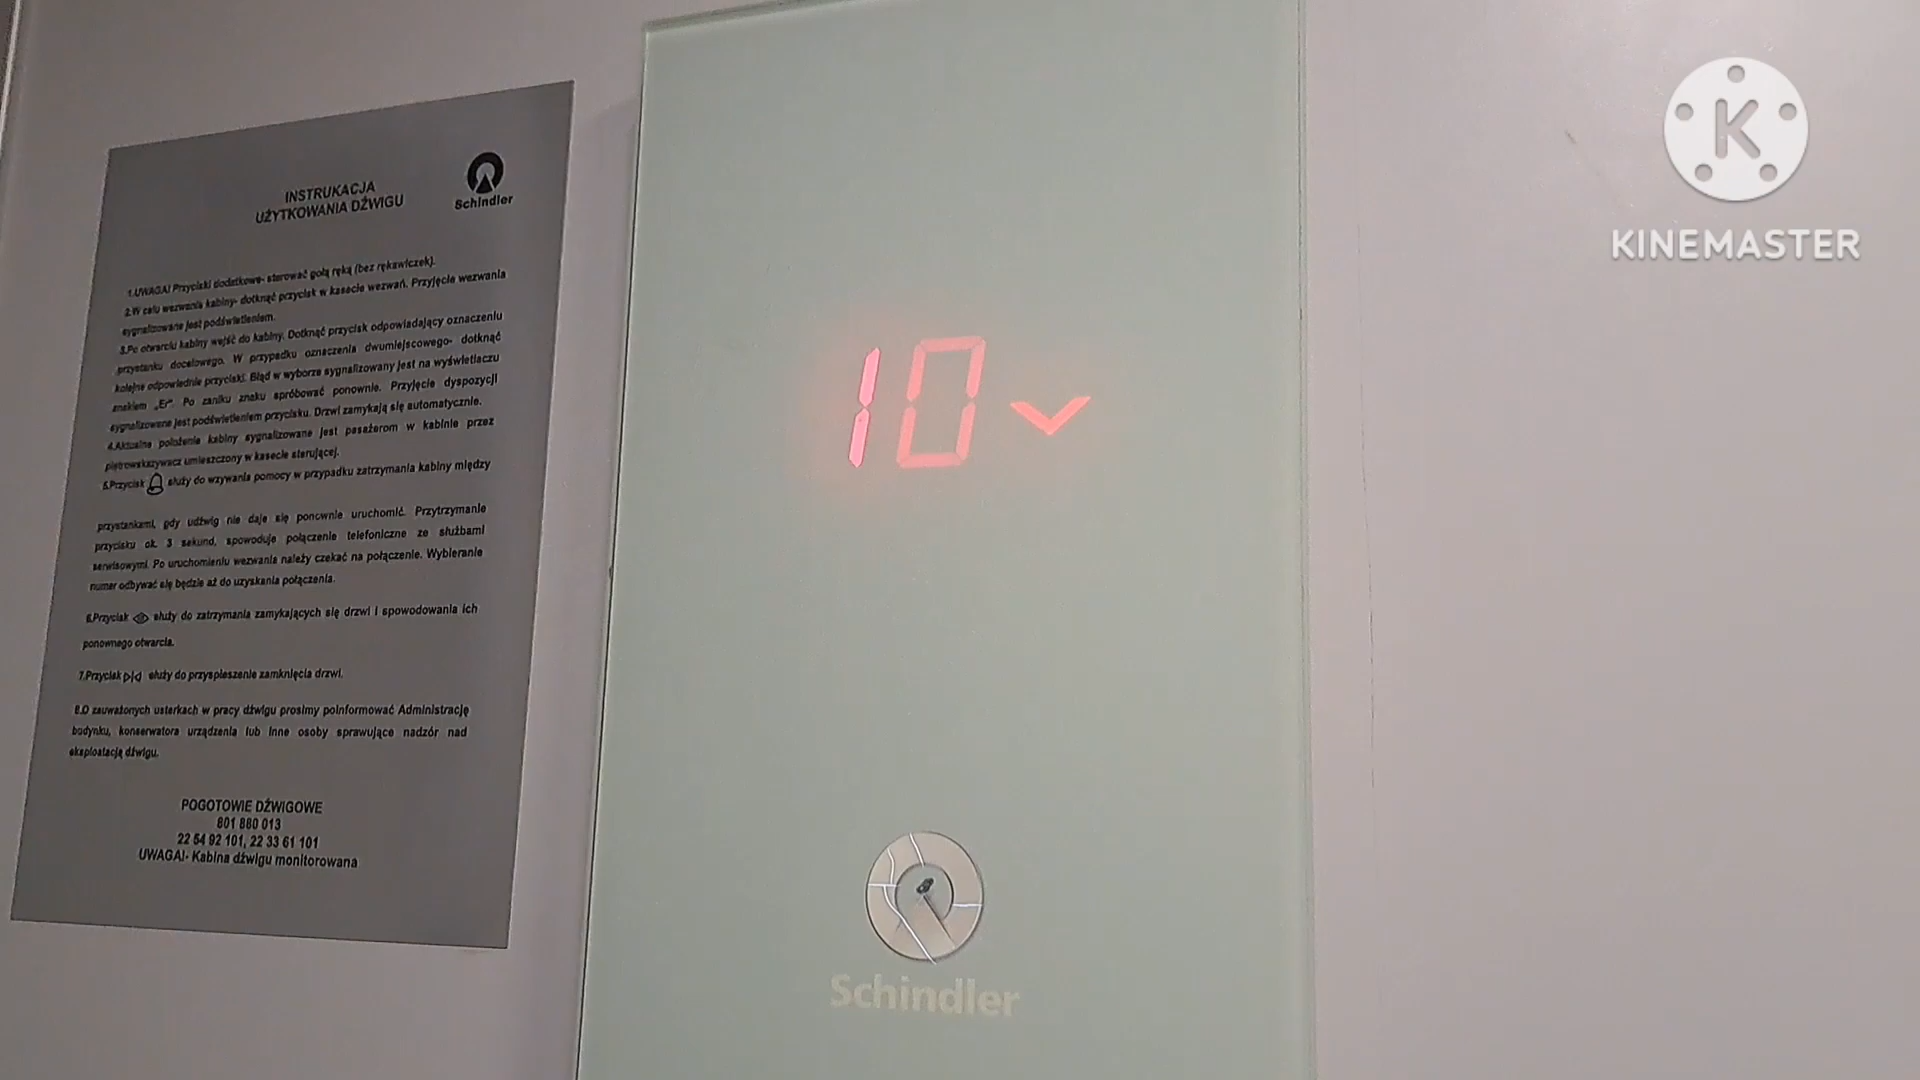 INSTRUKACJA
UŻYTKOWANIA DŹWIGU
Schindler
1.UWAGA! Przyciski dodatkowe- sterować gołą ręką (bez rękawiczek).
2.W celu wezwania kabiny- dotknąć przycisk w kasecie wezwań. Przyjęcie wezwania
sygnalizowane jest podświetleniem.
3.Po otwarciu kabiny wejść do kabiny. Dotknąć przycisk odpowiadający oznaczeniu
przystanku docelowego. W przypadku oznaczenia dwumiejscowego- dotknąć
kolejne odpowiednie przyciski. Błąd w wyborze sygnalizowany jest na wyświetlaczu
znakiem „Er”. Po zaniku znaku spróbować ponownie. Przyjęcie dyspozycji
sygnalizowane jest podświetleniem przycisku. Drzwi zamykają się automatycznie.
4.Aktualne położenie kabiny sygnalizowane jest pasażerom w kabinie przez
piętrowskazywacz umieszczony w kasecie sterującej.
5.Przycisk służy do wzywania pomocy w przypadku zatrzymania kabiny między
przystankami, gdy udźwig nie daje się ponownie uruchomić. Przytrzymanie
przycisku ok. 3 sekund, spowoduje połączenie telefoniczne ze służbami
serwisowymi. Po uruchomieniu wezwania należy czekać na połączenie. Wybieranie
numer odbywać się będzie aż do uzyskania połączenia.
6.Przycisk służy do zatrzymania zamykających się drzwi i spowodowania ich
ponownego otwarcia.
7.Przycisk służy do przyspieszenie zamknięcia drzwi.
8.O zauważonych usterkach w pracy dźwigu prosimy poinformować Administrację
budynku, konserwatora urządzenia lub inne osoby sprawujące nadzór nad
eksploatacją dźwigu.
POGOTOWIE DŹWIGOWE
801 880 013
22 54 92 101, 22 33 61 101
UWAGA!- Kabina dźwigu monitorowana
10
Schindler
K
KINEMASTER